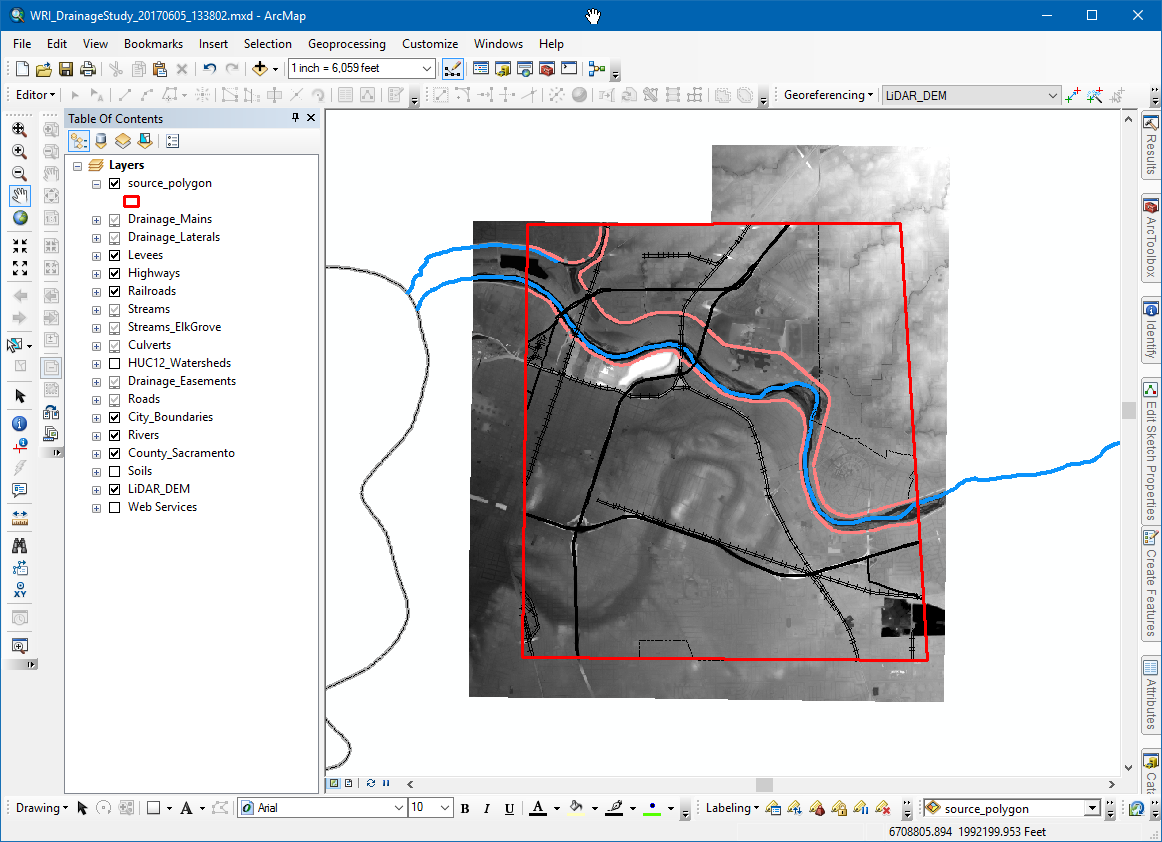 WRI_DrainageStudy_20170605_133802.mxd - ArcMap
File Edit View Bookmarks Insert Selection Geoprocessing Customize Windows Help
1 inch = 6,059 feet
Editor Georeferencing LiDAR_DEM
Table Of Contents
Layers
source_polygon
Drainage_Mains
Drainage_Laterals
Levees
Highways
Railroads
Streams
Streams_ElkGrove
Culverts
HUC12_Watersheds
Drainage_Easements
Roads
City_Boundaries
Rivers
County_Sacramento
Soils
LiDAR_DEM
Web Services
XY
Results
ArcToolbox
Identify
Edit Sketch Properties
Create Features
Attributes
Cata
Drawing A Arial 10 B I U A Labeling source_polygon
6708805.894 1992199.953 Feet